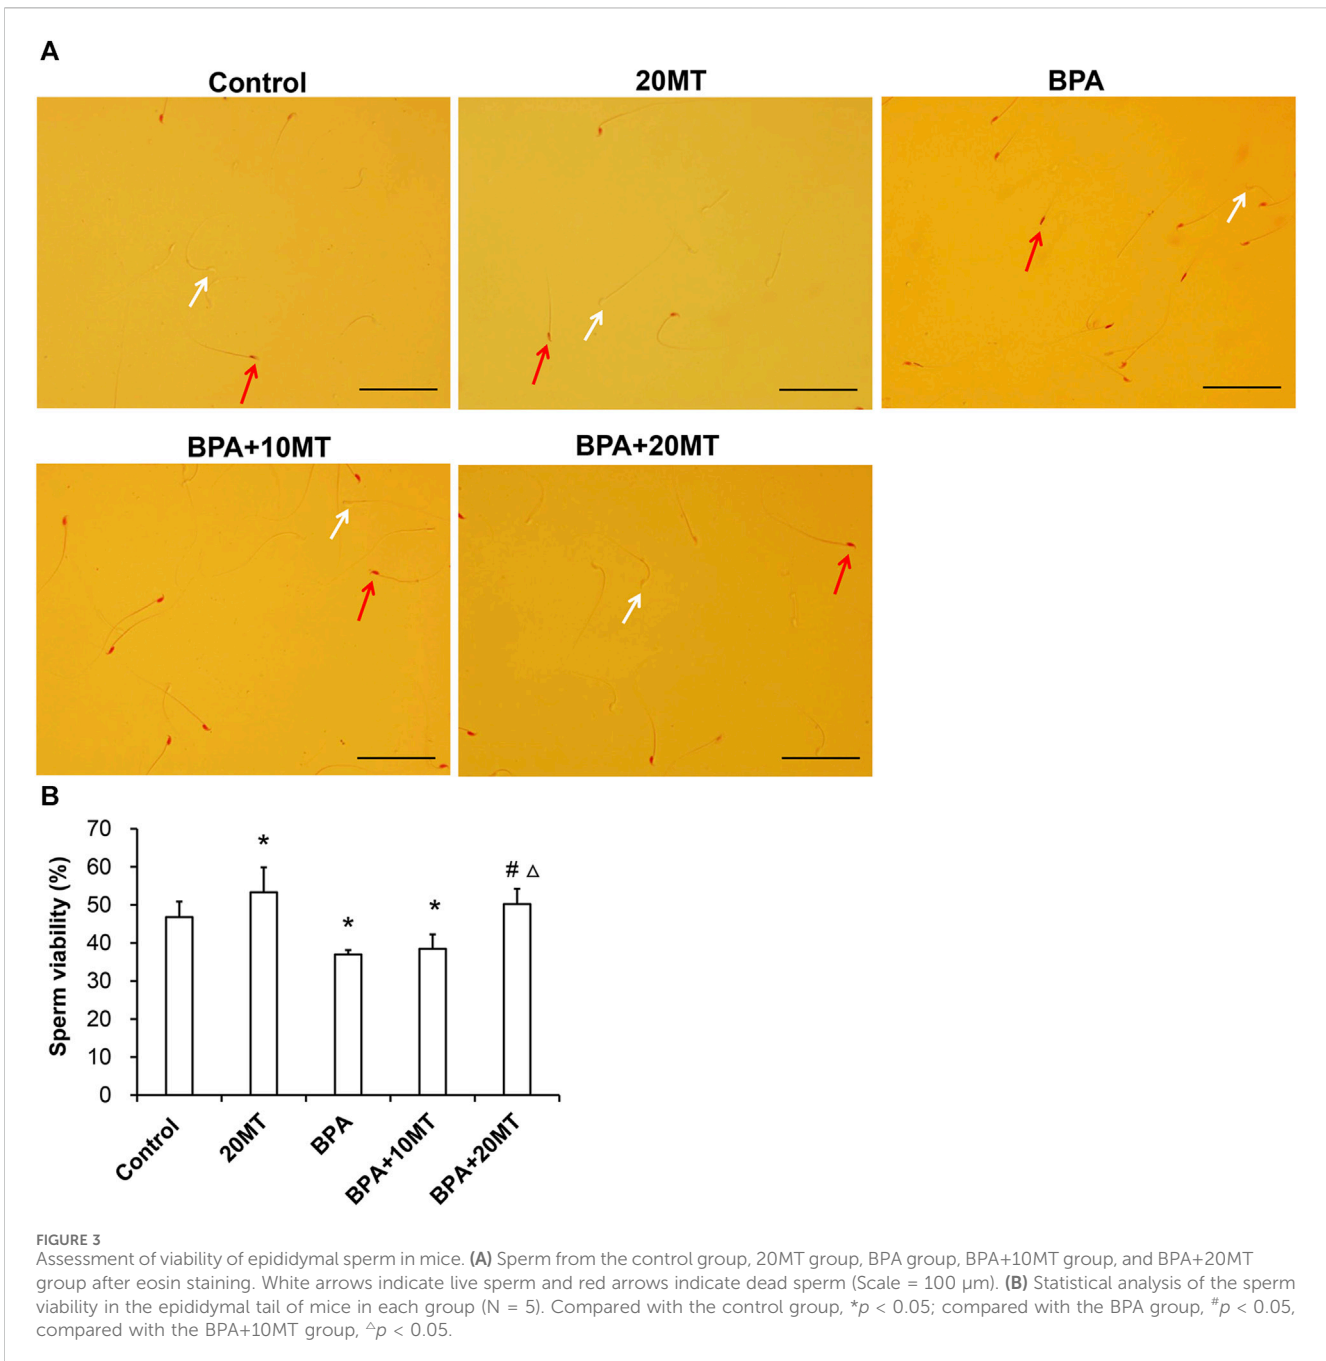 A
Control
20MT
BPA
BPA+10MT
BPA+20MT
B
Sperm viability (%)
70
60
50
40
30
20
10
0
*
*
*
# △
Control
20MT
BPA
BPA+10MT
BPA+20MT
FIGURE 3
Assessment of viability of epididymal sperm in mice. (A) Sperm from the control group, 20MT group, BPA group, BPA+10MT group, and BPA+20MT
group after eosin staining. White arrows indicate live sperm and red arrows indicate dead sperm (Scale = 100 μm). (B) Statistical analysis of the sperm
viability in the epididymal tail of mice in each group (N = 5). Compared with the control group, *p < 0.05; compared with the BPA group, #p < 0.05,
compared with the BPA+10MT group, △p < 0.05.